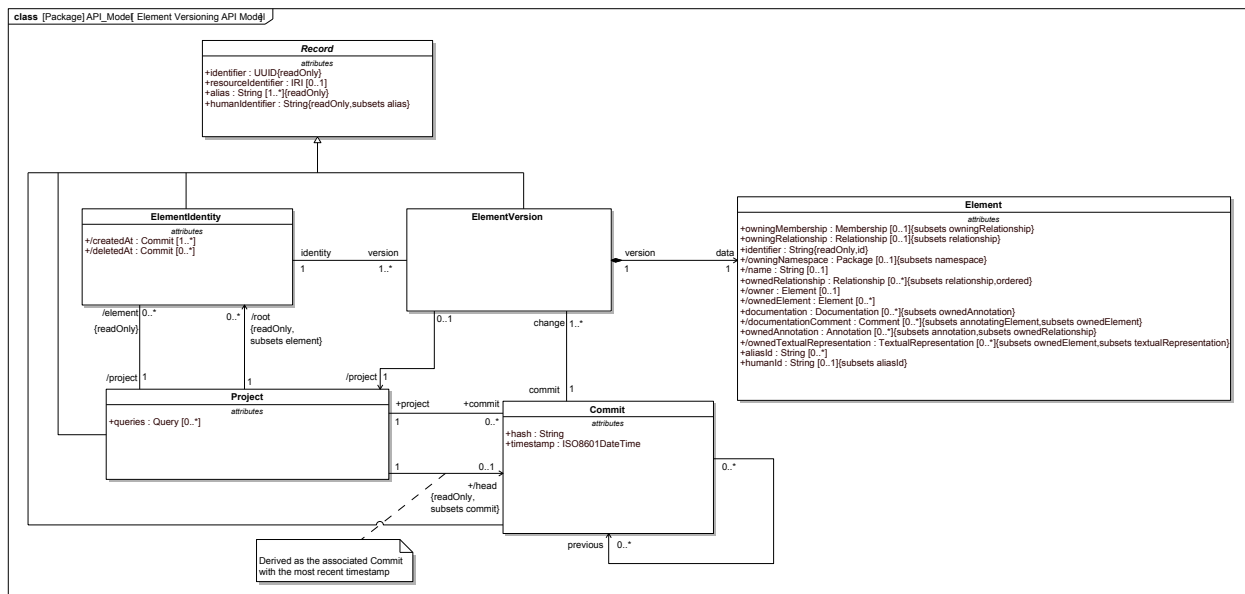 class [Package] API_Model[ Element Versioning API Model]
Record
attributes
+identifier : UUID{readOnly}
+resourceIdentifier : IRI [0..1]
+alias : String [1..*]{readOnly}
+humanIdentifier : String{readOnly,subsets alias}
ElementIdentity
attributes
+/createdAt : Commit [1..*]
+/deletedAt : Commit [0..*]
identity
1
version
1..*
ElementVersion
version
1
data
1
Element
attributes
+owningMembership : Membership [0..1]{subsets owningRelationship}
+owningRelationship : Relationship [0..1]{subsets relationship}
+identifier : String{readOnly,id}
+/owningNamespace : Package [0..1]{subsets namespace}
+/name : String [0..1]
+ownedRelationship : Relationship [0..*]{subsets relationship,ordered}
+/owner : Element [0..1]
+/ownedElement : Element [0..*]
+documentation : Documentation [0..*]{subsets ownedAnnotation}
+/documentationComment : Comment [0..*]{subsets annotatingElement,subsets ownedElement}
+ownedAnnotation : Annotation [0..*]{subsets annotation,subsets ownedRelationship}
+/ownedTextualRepresentation : TextualRepresentation [0..*]{subsets ownedElement,subsets textualRepresentation}
+aliasId : String [0..*]
+humanId : String [0..1]{subsets aliasId}
/element
0..*
{readOnly}
0..*
/root
{readOnly,
subsets element}
0..1
change
1..*
/project
1
1
/project
1
commit
1
Project
attributes
+queries : Query [0..*]
+project
1
+commit
0..*
Commit
attributes
+hash : String
+timestamp : ISO8601DateTime
1
0..1
+/head
{readOnly,
subsets commit}
0..*
previous
0..*
Derived as the associated Commit
with the most recent timestamp